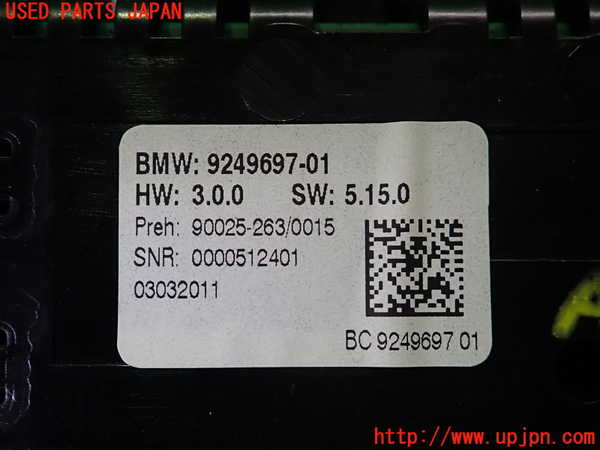 USED PARTS JAPAN
BMW: 9249697-01
HW: 3.0.0 SW: 5.15.0
Preh: 90025-263/0015
SNR: 0000512401
03032011
BC 9249697 01
http://www.upjpn.com/